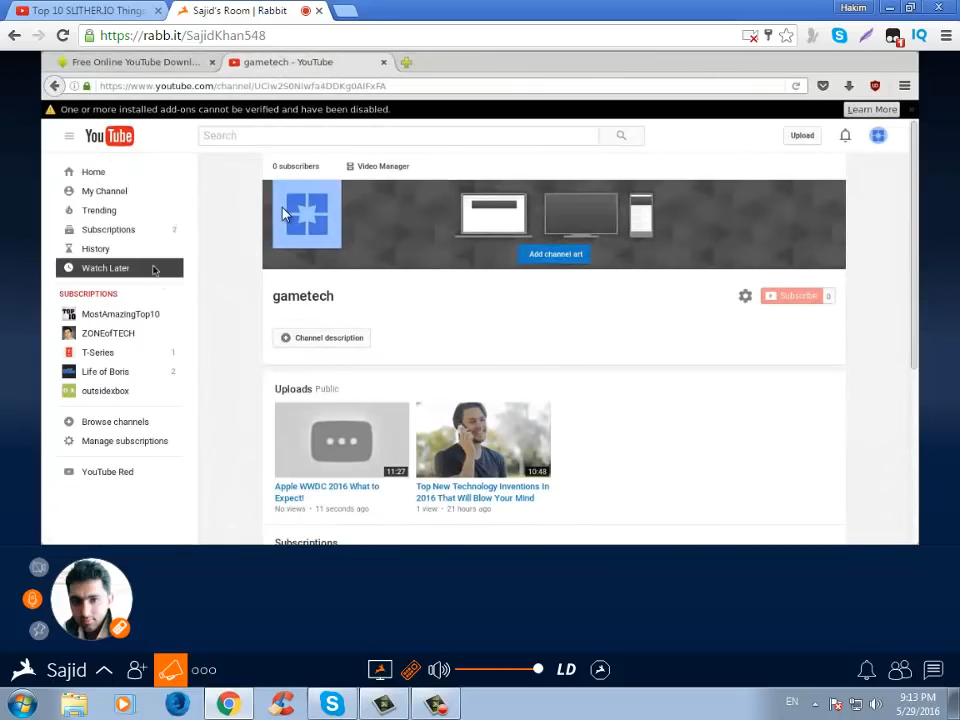 Top 10 SLITHER.IO Things
Sajid's Room | Rabbit
Hakim
https://rabb.it/SajidKhan548
IQ
1
Free Online YouTube Downl...
gametech - YouTube
https://www.youtube.com/channel/
One or more installed add-ons cannot be verified and have been disabled.
Learn More
YouTube
Search
Upload
Home
My Channel
Trending
Subscriptions 2
History
Watch Later
SUBSCRIPTIONS
MostAmazingTop10
ZONEofTECH
T-Series 1
Life of Boris 2
outsidexbox
Browse channels
Manage subscriptions
YouTube Red
0 subscribers
Video Manager
Add channel art
gametech
Subscribe 0
Channel description
Uploads Public
11:27
10:48
Apple WWDC 2016 What to
Expect!
No views • 11 seconds ago
Top New Technology Inventions In
2016 That Will Blow Your Mind
1 view • 21 hours ago
Subscriptions
Sajid
LD
EN
9:13 PM
5/29/2016